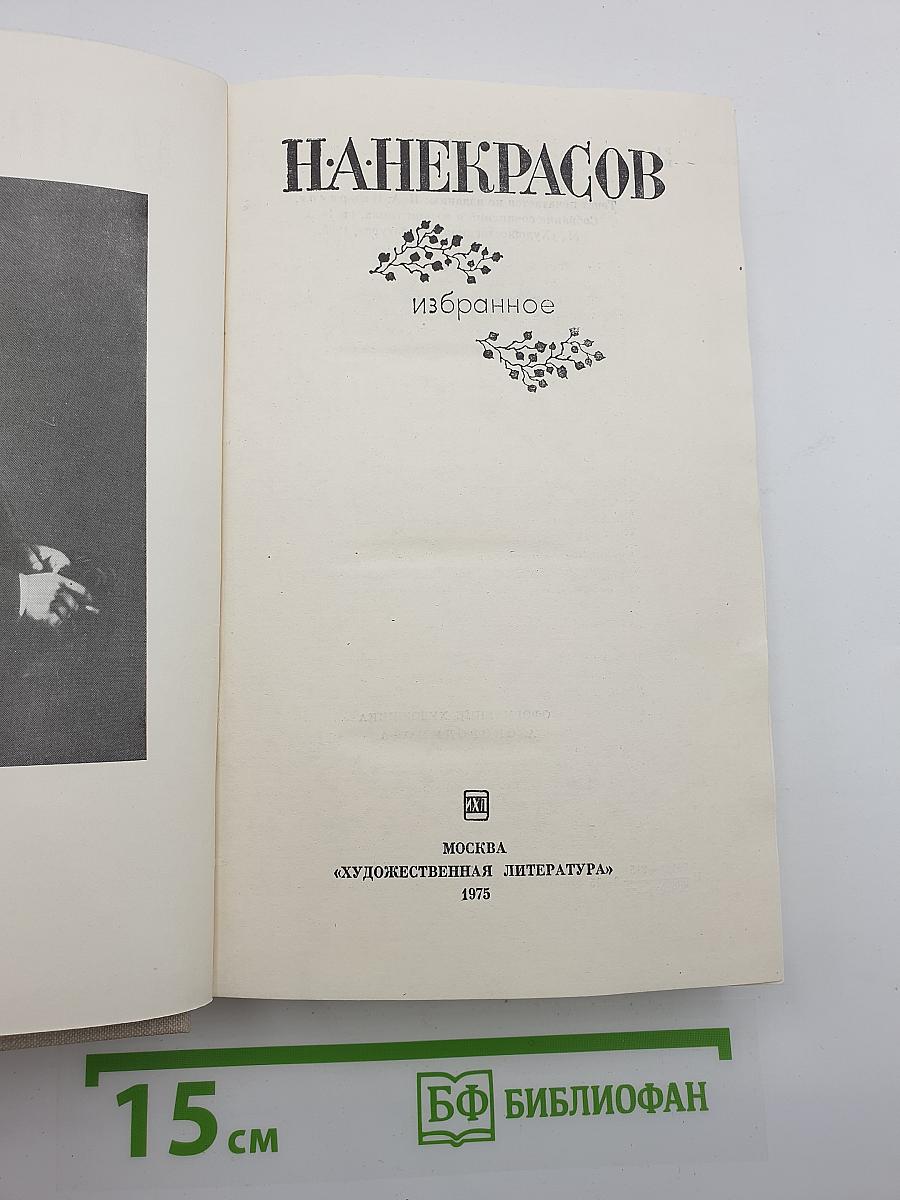 Н·А·НЕКРАСОВ
избранное
ИХЛ
МОСКВА
«ХУДОЖЕСТВЕННАЯ ЛИТЕРАТУРА»
1975
15 см
БФ БИБЛИОФАН